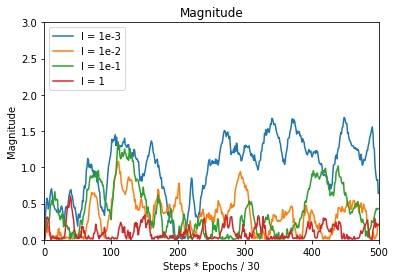 Magnitude
3.0
2.5
2.0
1.5
1.0
0.5
0.0
Magnitude
l = 1e-3
l = 1e-2
l = 1e-1
l = 1
0
100
200
300
400
500
Steps * Epochs / 30